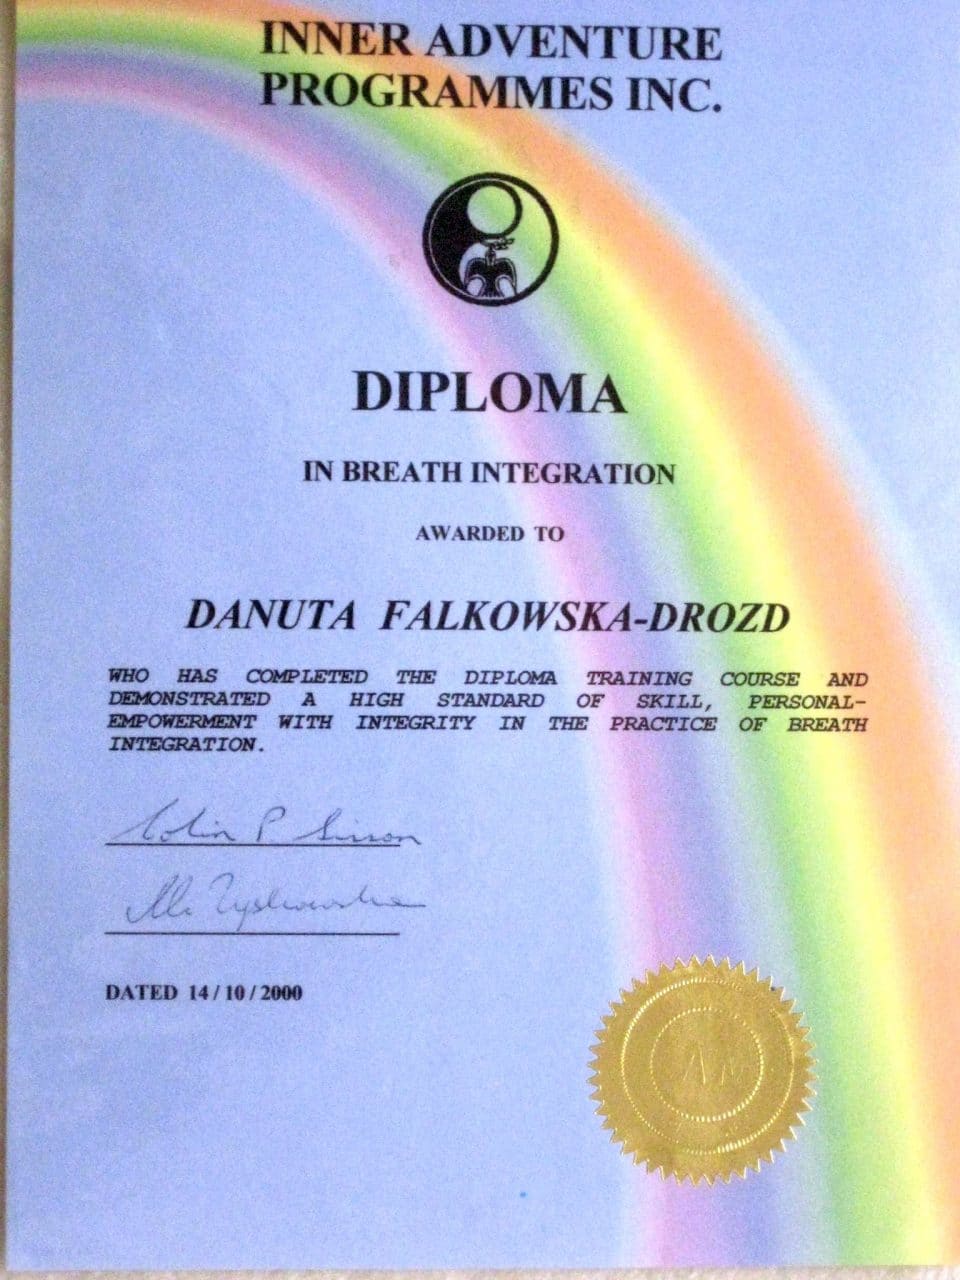 INNER ADVENTURE
PROGRAMMES INC.
DIPLOMA
IN BREATH INTEGRATION
AWARDED TO
DANUTA FALKOWSKA-DROZD
WHO HAS COMPLETED THE DIPLOMA TRAINING COURSE AND
DEMONSTRATED A HIGH STANDARD OF SKILL, PERSONAL-
EMPOWERMENT WITH INTEGRITY IN THE PRACTICE OF BREATH
INTEGRATION.
Colin P. Sisson
DATED 14/10/2000